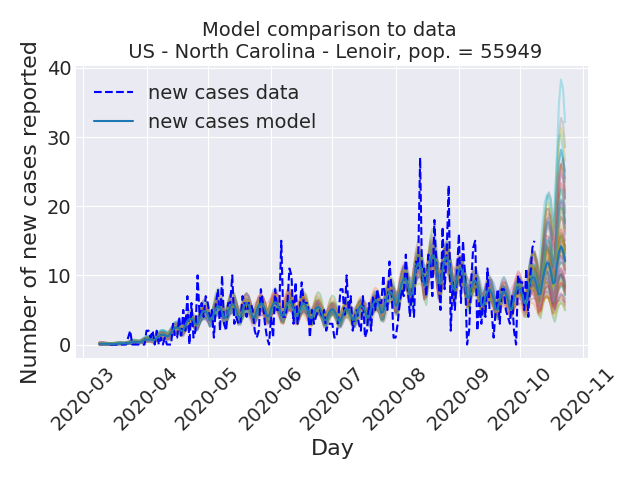 Model comparison to data
US - North Carolina - Lenoir, pop. = 55949
Number of new cases reported
40
30
20
10
0
new cases data
new cases model
2020-03
2020-04
2020-05
2020-06
2020-07
2020-08
2020-09
2020-10
2020-11
Day